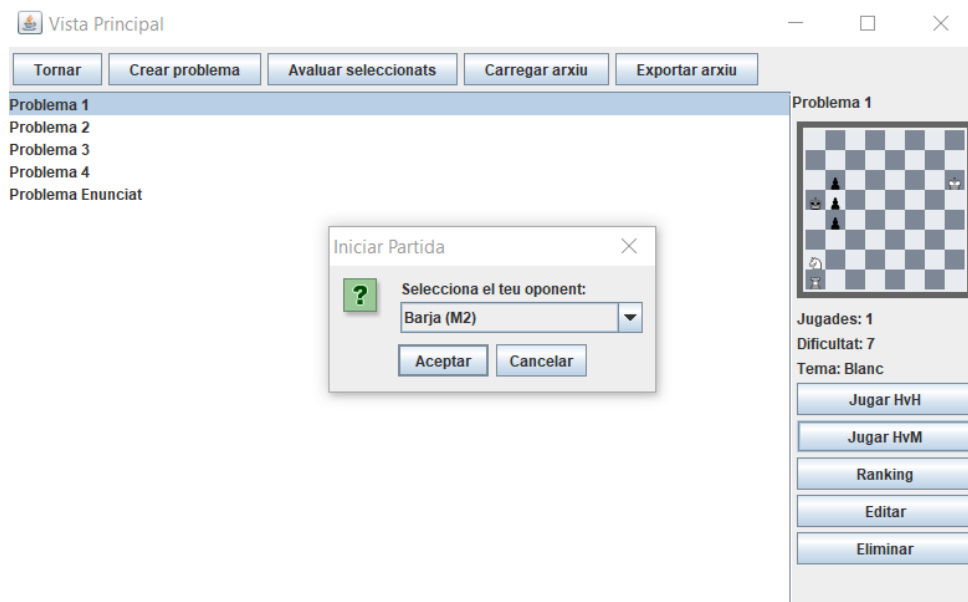 Vista Principal
Tornar Crear problema Avaluar seleccionats Carregar arxiu Exportar arxiu
Problema 1
Problema 2
Problema 3
Problema 4
Problema Enunciat
Iniciar Partida
?
Selecciona el teu oponent:
Barja (M2)
Aceptar Cancelar
Problema 1
Jugades: 1
Dificultat: 7
Tema: Blanc
Jugar HvH
Jugar HvM
Ranking
Editar
Eliminar